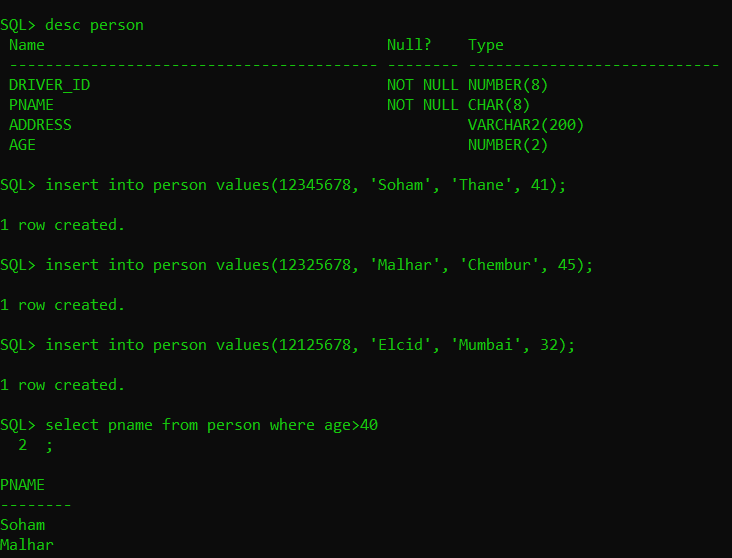 SQL> desc person
 Name                                      Null?    Type
 ----------------------------------------- -------- ----------------------------
 DRIVER_ID                                 NOT NULL NUMBER(8)
 PNAME                                     NOT NULL CHAR(8)
 ADDRESS                                            VARCHAR2(200)
 AGE                                                NUMBER(2)
SQL> insert into person values(12345678, 'Soham', 'Thane', 41);
1 row created.
SQL> insert into person values(12325678, 'Malhar', 'Chembur', 45);
1 row created.
SQL> insert into person values(12125678, 'Elcid', 'Mumbai', 32);
1 row created.
SQL> select pname from person where age>40
  2  ;
PNAME
--------
Soham
Malhar